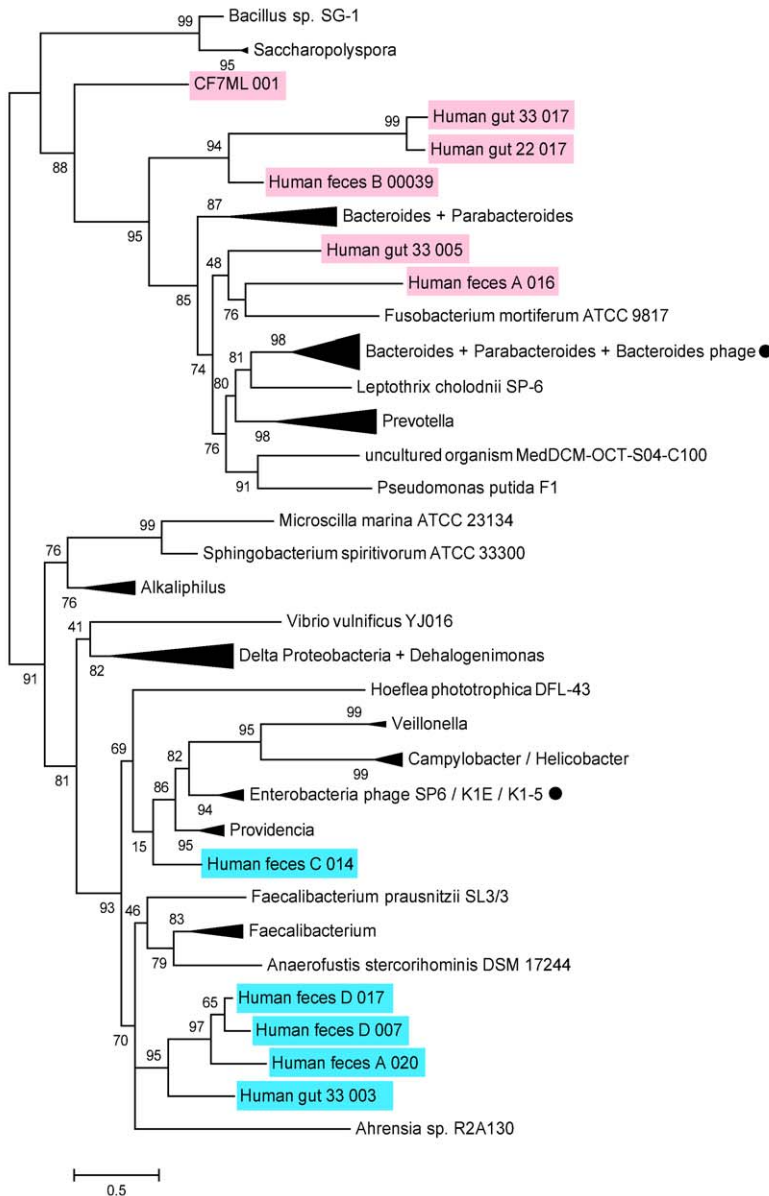 99
Bacillus sp. SG-1
Saccharopolyspora
95
CF7ML 001
88
99
Human gut 33 017
Human gut 22 017
94
Human feces B 00039
95
87
Bacteroides + Parabacteroides
85
48
Human gut 33 005
Human feces A 016
76
Fusobacterium mortiferum ATCC 9817
74
98
81
Bacteroides + Parabacteroides + Bacteroides phage
80
Leptothrix cholodnii SP-6
98
Prevotella
76
uncultured organism MedDCM-OCT-S04-C100
91
Pseudomonas putida F1
99
Microscilla marina ATCC 23134
76
Sphingobacterium spiritivorum ATCC 33300
76
Alkaliphilus
91
41
Vibrio vulnificus YJ016
82
Delta Proteobacteria + Dehalogenimonas
81
Hoeflea phototrophica DFL-43
69
99
Veillonella
95
82
99
Campylobacter / Helicobacter
86
94
Enterobacteria phage SP6 / K1E / K1-5
95
Providencia
15
Human feces C 014
93
46
Faecalibacterium prausnitzii SL3/3
83
Faecalibacterium
79
Anaerofustis stercorihominis DSM 17244
70
65
Human feces D 017
97
Human feces D 007
95
Human feces A 020
Human gut 33 003
Ahrensia sp. R2A130
0.5